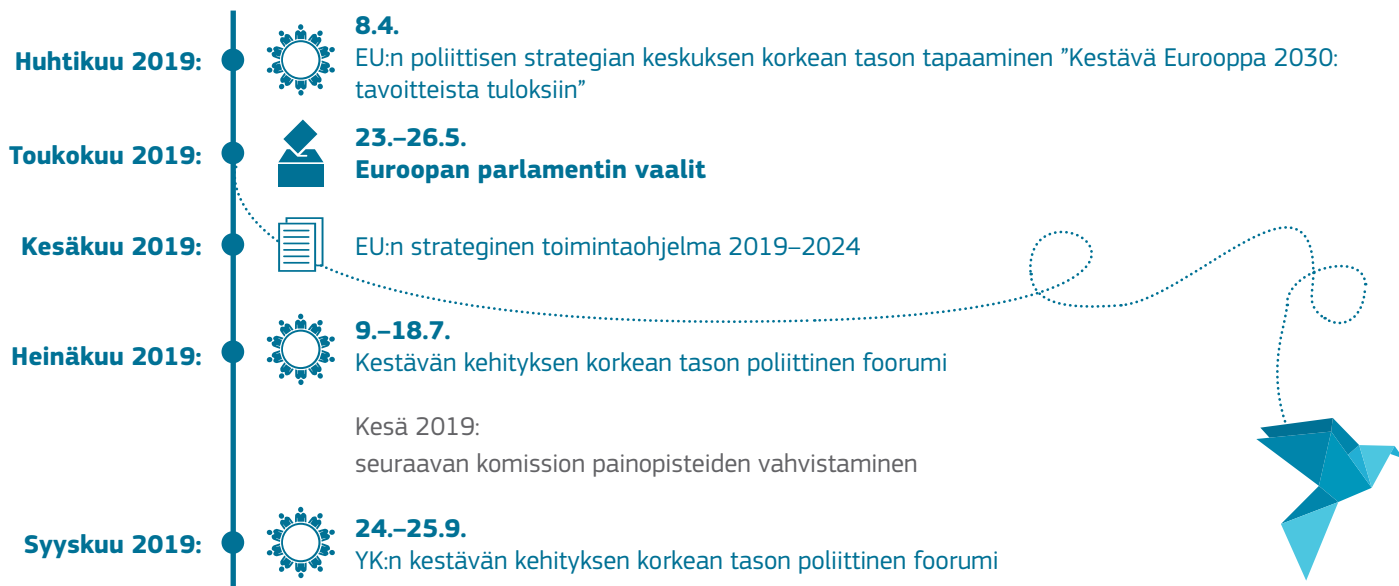 Huhtikuu 2019:
8.4.
EU:n poliittisen strategian keskuksen korkean tason tapaaminen ”Kestävä Eurooppa 2030:
tavoitteista tuloksiin”
Toukokuu 2019:
23.–26.5.
Euroopan parlamentin vaalit
Kesäkuu 2019:
EU:n strateginen toimintaohjelma 2019–2024
Heinäkuu 2019:
9.–18.7.
Kestävän kehityksen korkean tason poliittinen foorumi
Kesä 2019:
seuraavan komission painopisteiden vahvistaminen
Syyskuu 2019:
24.–25.9.
YK:n kestävän kehityksen korkean tason poliittinen foorumi